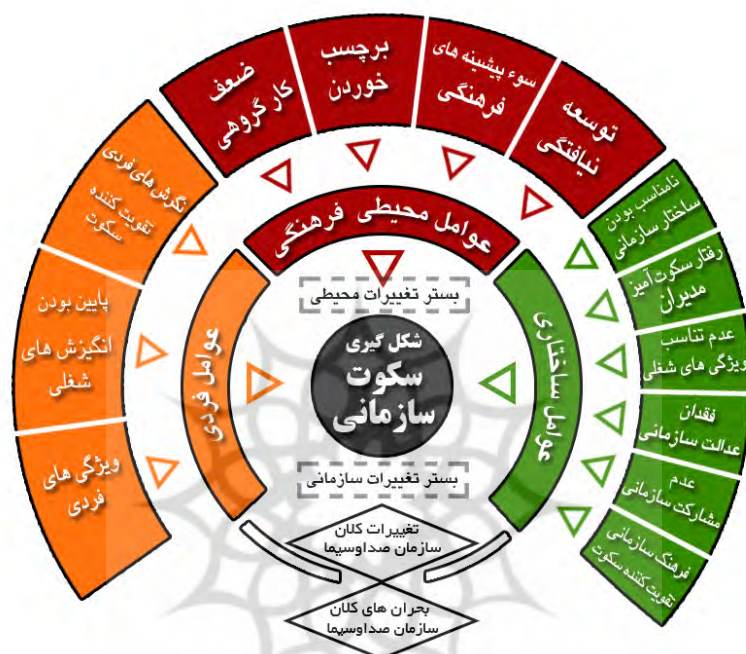 ضعف
کار گروهی
برچسب
خوردن
سوء پیشینه های
فرهنگی
توسعه
نیافتگی
نامناسب بودن
ساختار سازمانی
رفتار سکوت آمیز
مدیران
عدم تناسب
ویژگی های شغلی
فقدان
عدالت سازمانی
عدم
مشارکت سازمانی
فرهنگ سازمانی
تقویت کننده سکوت
نگرش های فردی
تقویت کننده
سکوت
پایین بودن
انگیزش های
شغلی
ویژگی های
فردی
عوامل محیطی فرهنگی
عوامل ساختاری
عوامل فردی
بستر تغییرات محیطی
شکل گیری
سکوت
سازمانی
بستر تغییرات سازمانی
تغییرات کلان
سازمان صداوسیما
بحران های کلان
سازمان صداوسیما